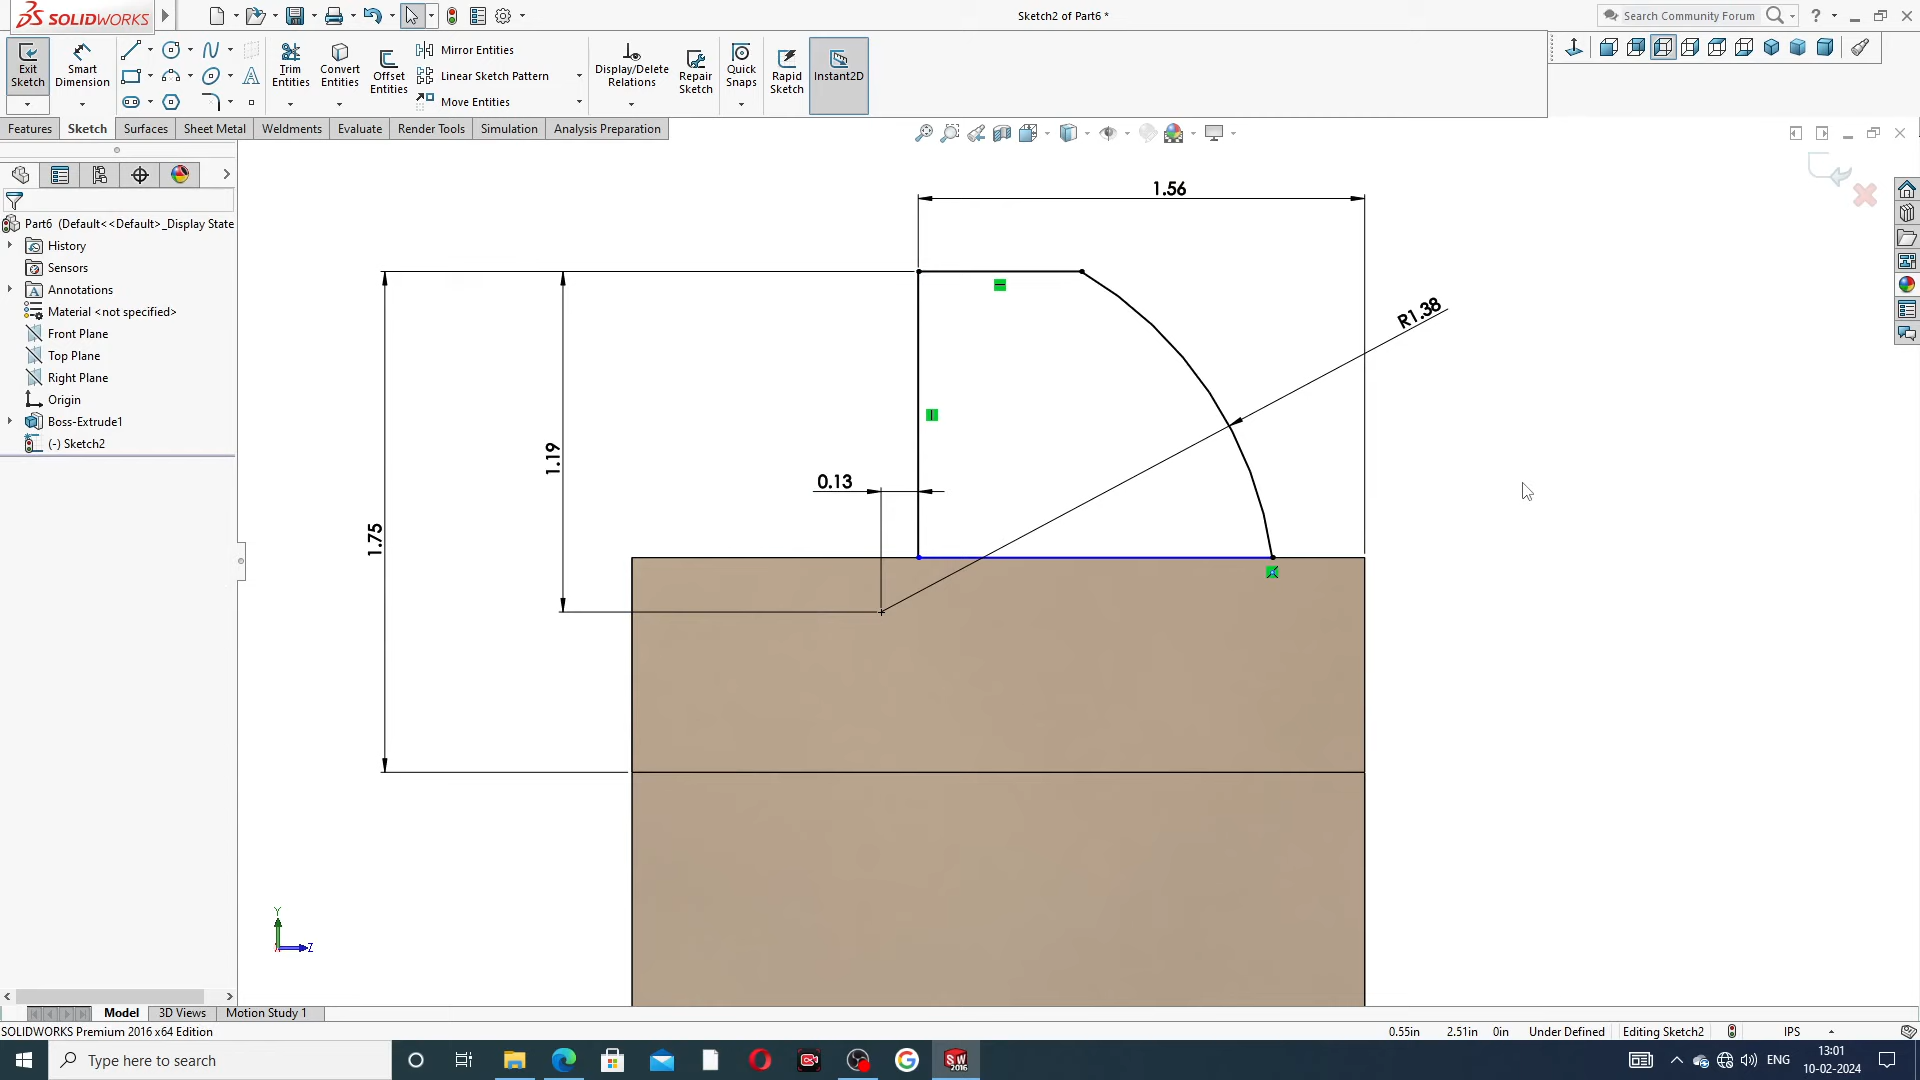 SOLIDWORKS
Sketch2 of Part6 *
Search Community Forum
Exit Sketch
Smart Dimension
Trim Entities
Convert Entities
Offset Entities
Mirror Entities
Linear Sketch Pattern
Move Entities
Display/Delete Relations
Repair Sketch
Quick Snaps
Rapid Sketch
Instant2D
Features
Sketch
Surfaces
Sheet Metal
Weldments
Evaluate
Render Tools
Simulation
Analysis Preparation
Part6 (Default<<Default>_Display State
History
Sensors
Annotations
Material <not specified>
Front Plane
Top Plane
Right Plane
Origin
Boss-Extrude1
(-) Sketch2
1.56
R1.38
1.19
0.13
1.75
Y
Z
Model
3D Views
Motion Study 1
SOLIDWORKS Premium 2016 x64 Edition
0.55in
2.51in
0in
Under Defined
Editing Sketch2
IPS
Type here to search
SW
2016
ENG
13:01
10-02-2024